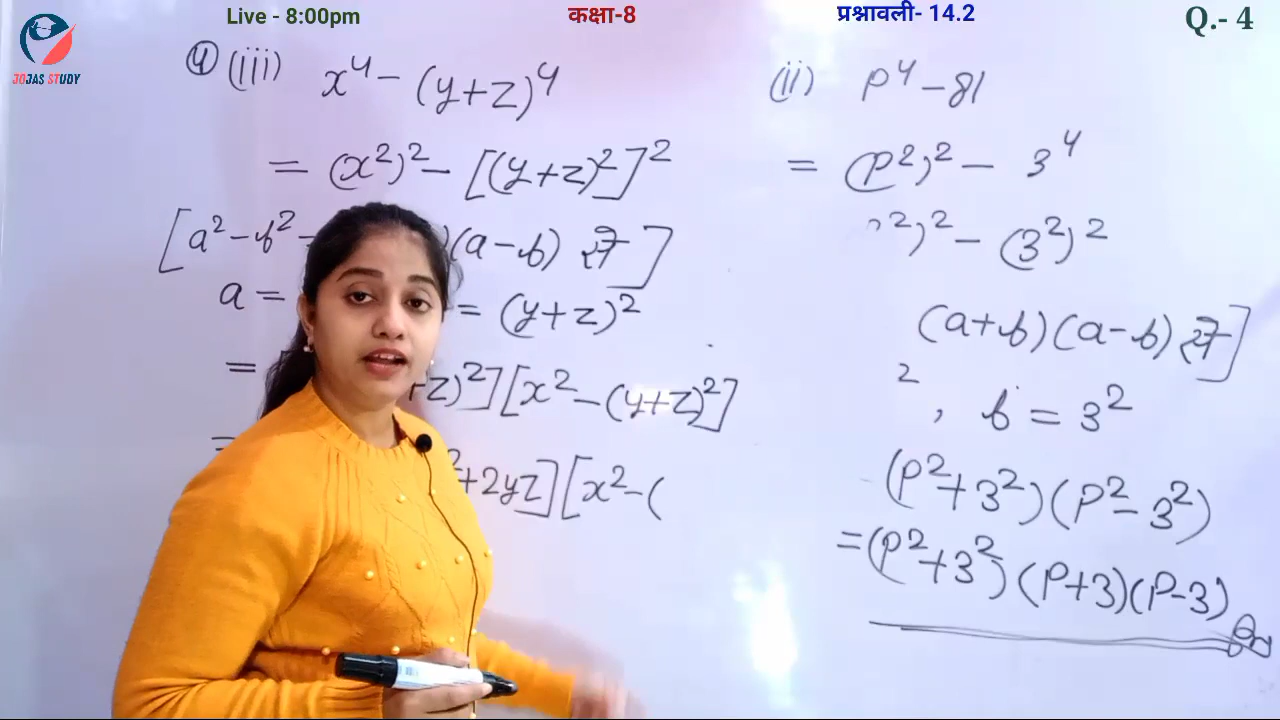 Live - 8:00pm
कक्षा-8
प्रश्नावली- 14.2
Q.- 4
JOJAS STUDY
④ (iii) x⁴ - (y+z)⁴
= (x²)² - [(y+z)²]²
[a² - b² (a-b) से]
a = = (y+z)²
= +z)²][x² - (y+z)²]
= ²+2yz][x² - (
(ii) p⁴ - 81
= (p²)² - 3⁴
²)² - (3²)²
(a+b)(a-b) से]
², b = 3²
(p²+3²)(p²-3²)
= (p²+3²)(p+3)(p-3)